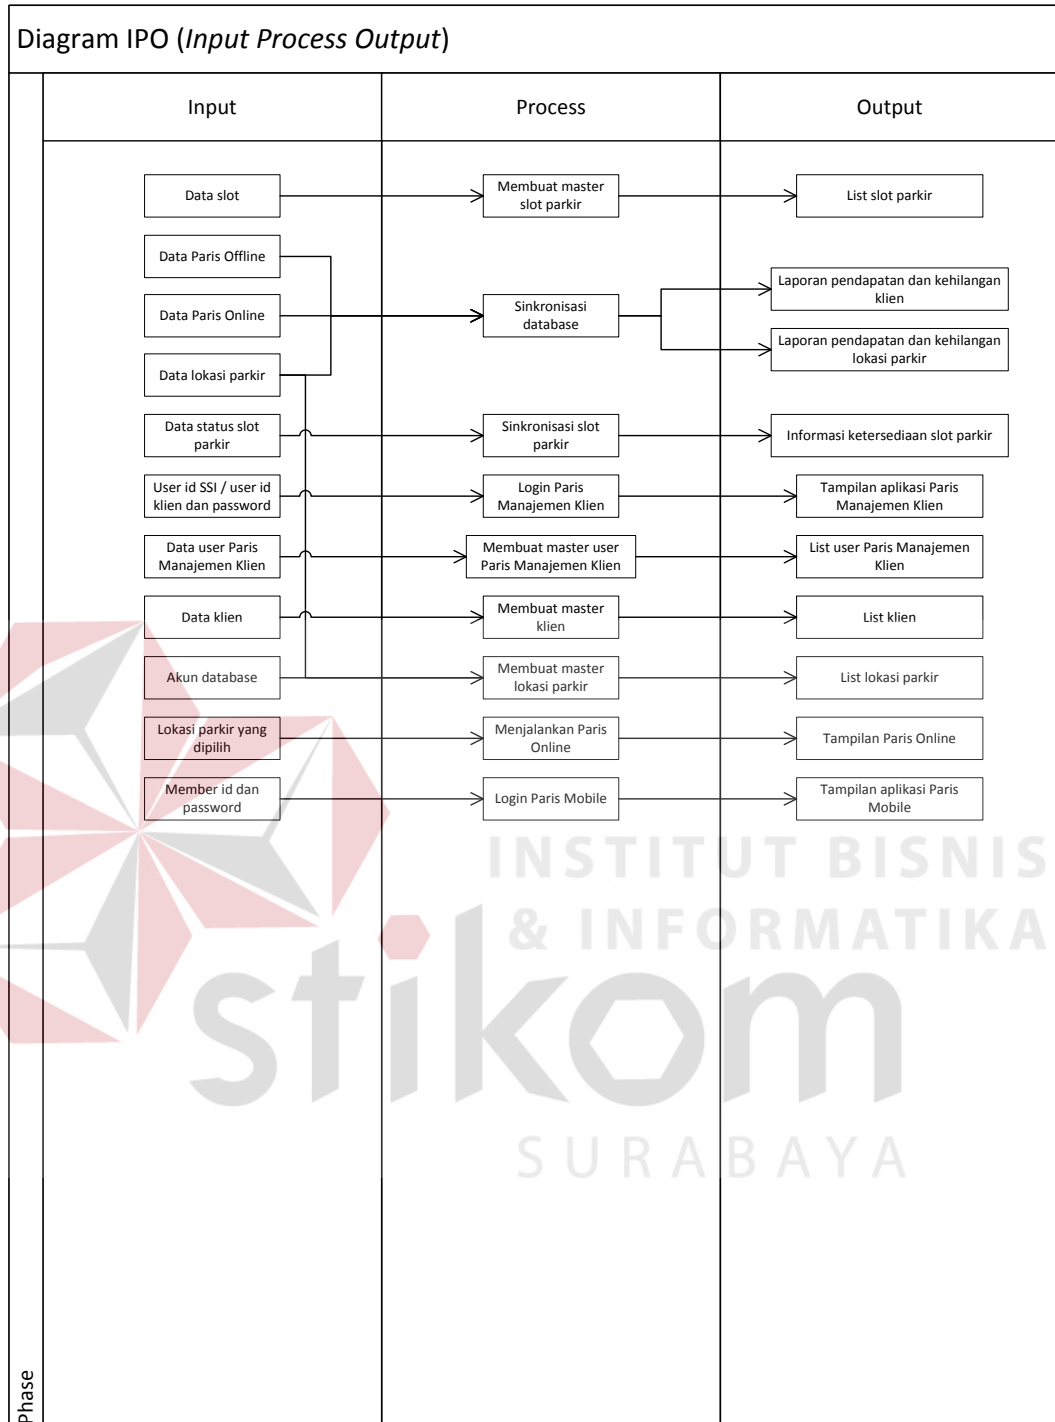 Diagram IPO (Input Process Output)
Input
Process
Output
Data slot
Membuat master
slot parkir
List slot parkir
Data Paris Offline
Data Paris Online
Data lokasi parkir
Sinkronisasi
database
Laporan pendapatan dan kehilangan
klien
Laporan pendapatan dan kehilangan
lokasi parkir
Data status slot
parkir
Sinkronisasi slot
parkir
Informasi ketersediaan slot parkir
User id SSI / user id
klien dan password
Login Paris
Manajemen Klien
Tampilan aplikasi Paris
Manajemen Klien
Data user Paris
Manajemen Klien
Membuat master user
Paris Manajemen Klien
List user Paris Manajemen
Klien
Data klien
Membuat master
klien
List klien
Akun database
Membuat master
lokasi parkir
List lokasi parkir
Lokasi parkir yang
dipilih
Menjalankan Paris
Online
Tampilan Paris Online
Member id dan
password
Login Paris Mobile
Tampilan aplikasi Paris
Mobile
INSTITUT BISNIS
& INFORMATIKA
stikom
SURABAYA
Phase